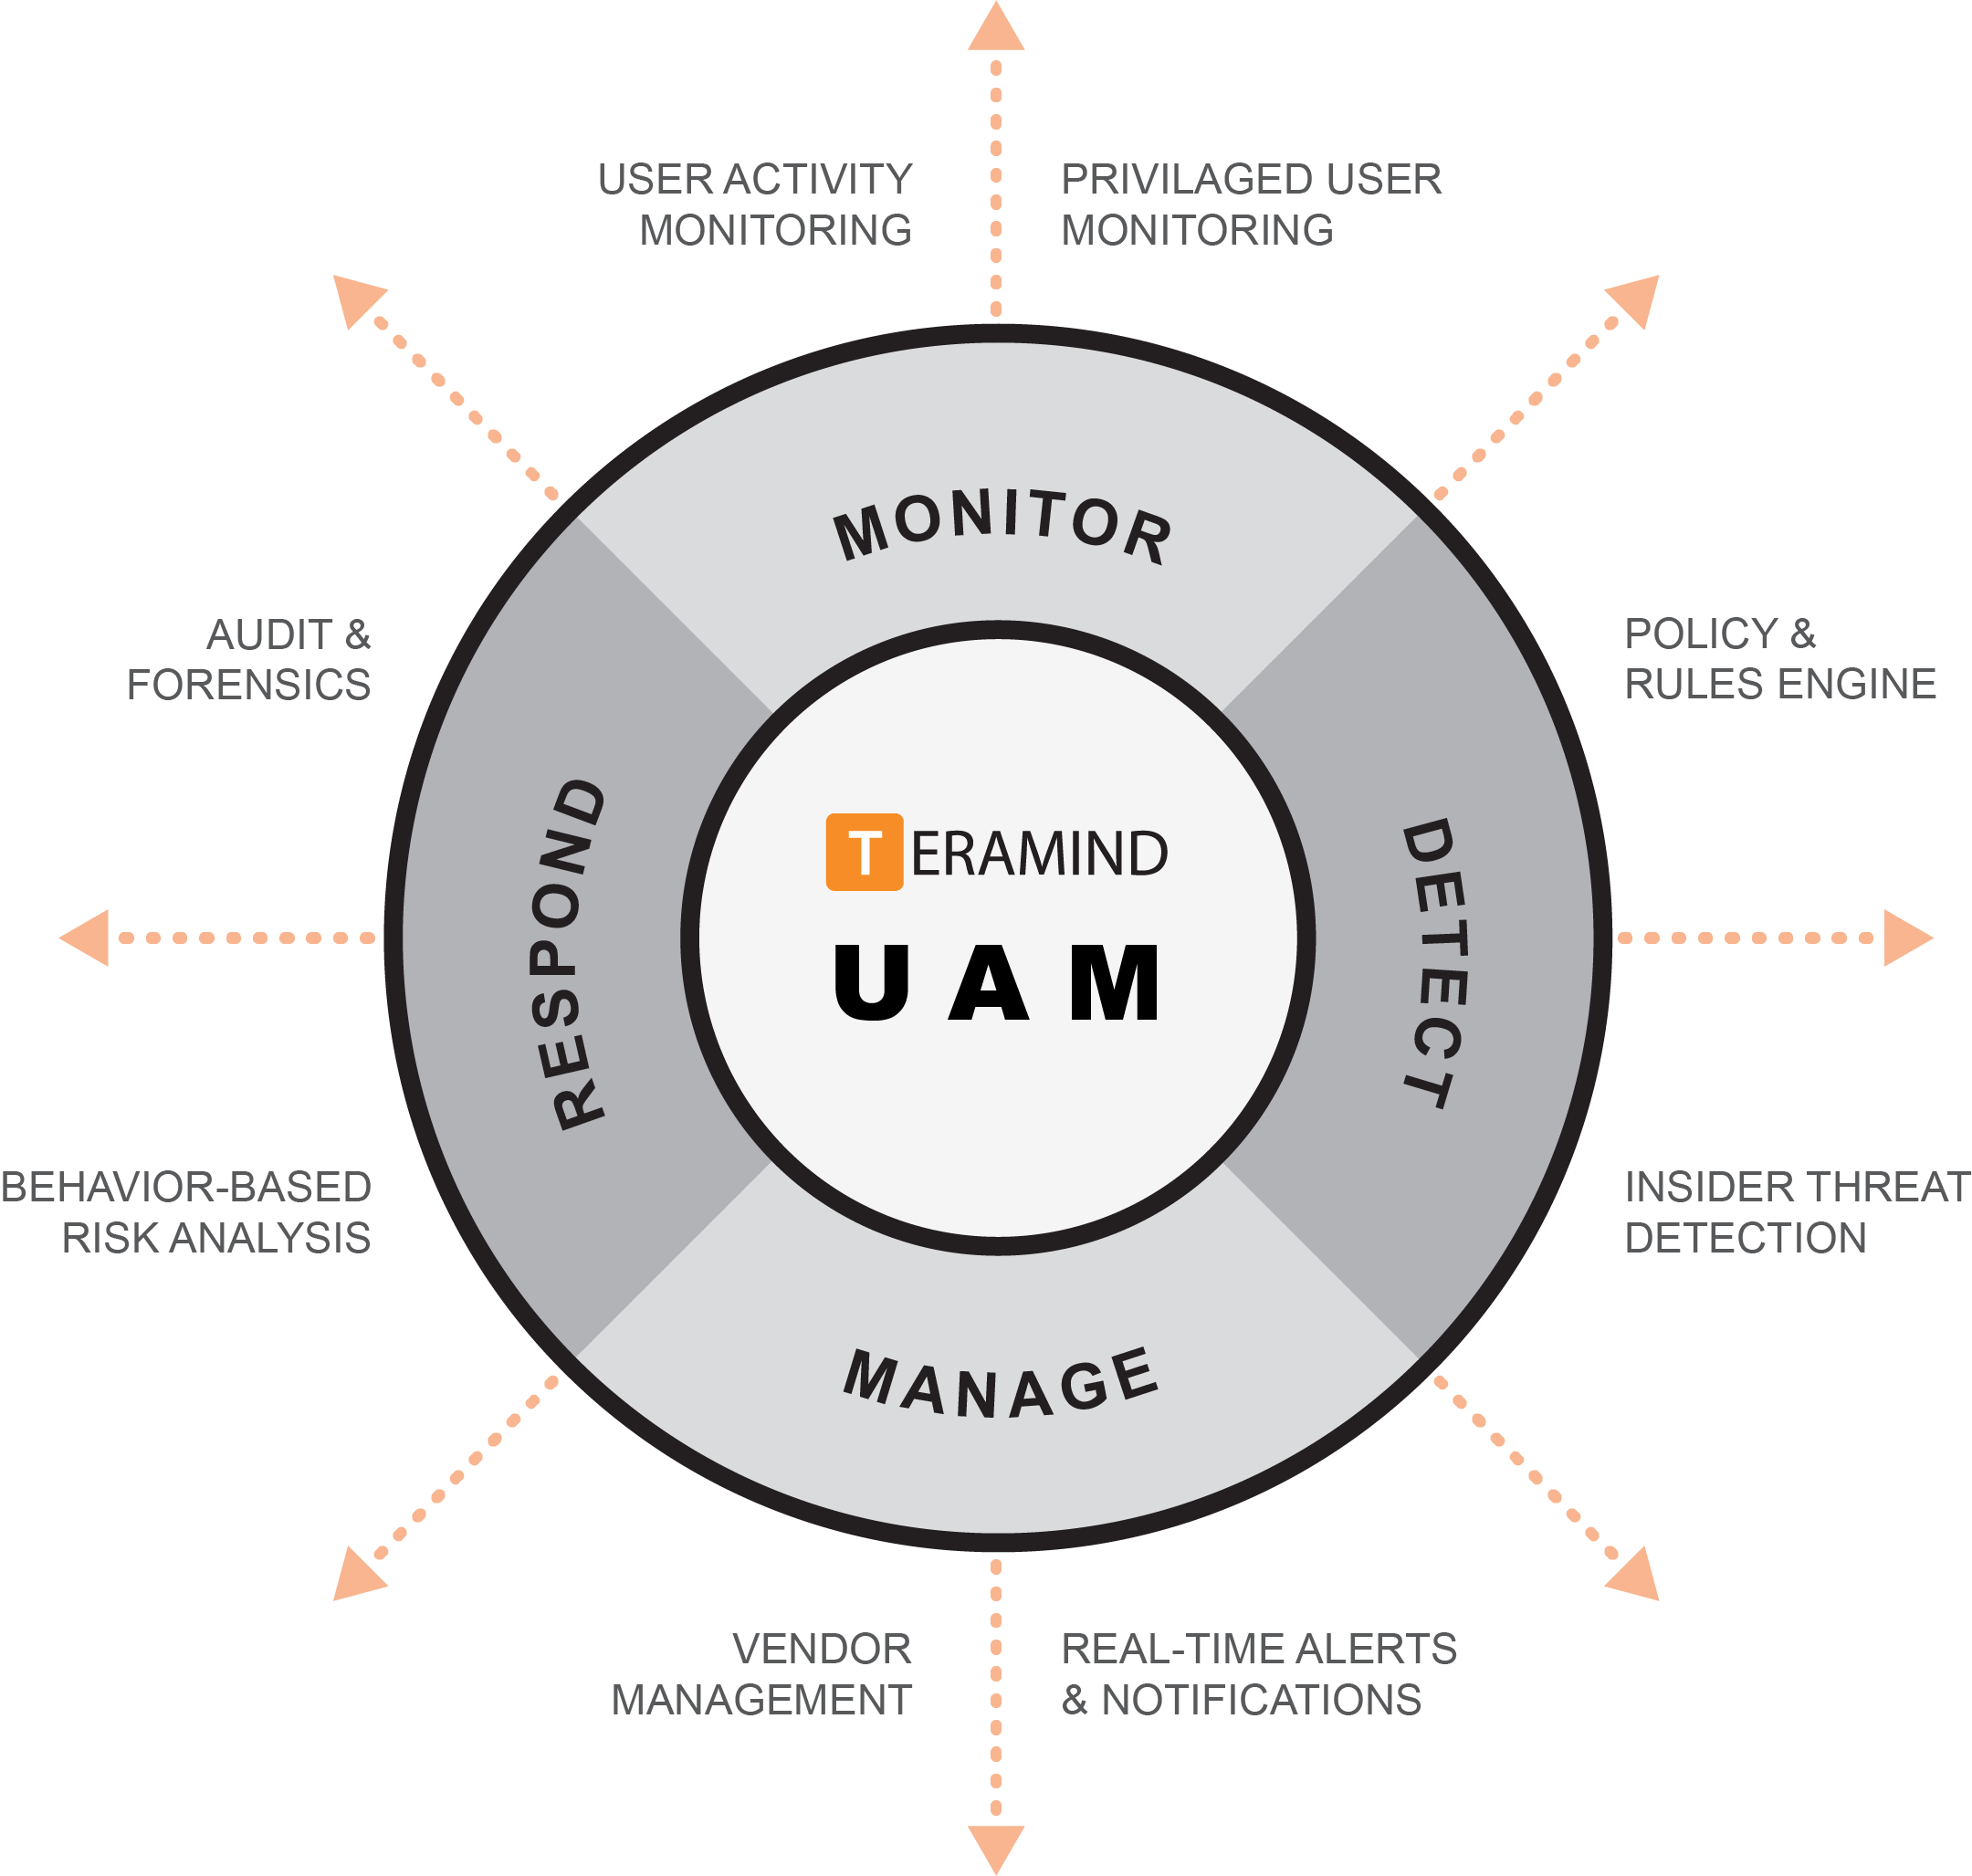 USER ACTIVITY
MONITORING
PRIVILAGED USER
MONITORING
MONITOR
AUDIT &
FORENSICS
POLICY &
RULES ENGINE
RESPOND
TERAMIND
UAM
DETECT
BEHAVIOR-BASED
RISK ANALYSIS
INSIDER THREAT
DETECTION
MANAGE
VENDOR
MANAGEMENT
REAL-TIME ALERTS
& NOTIFICATIONS